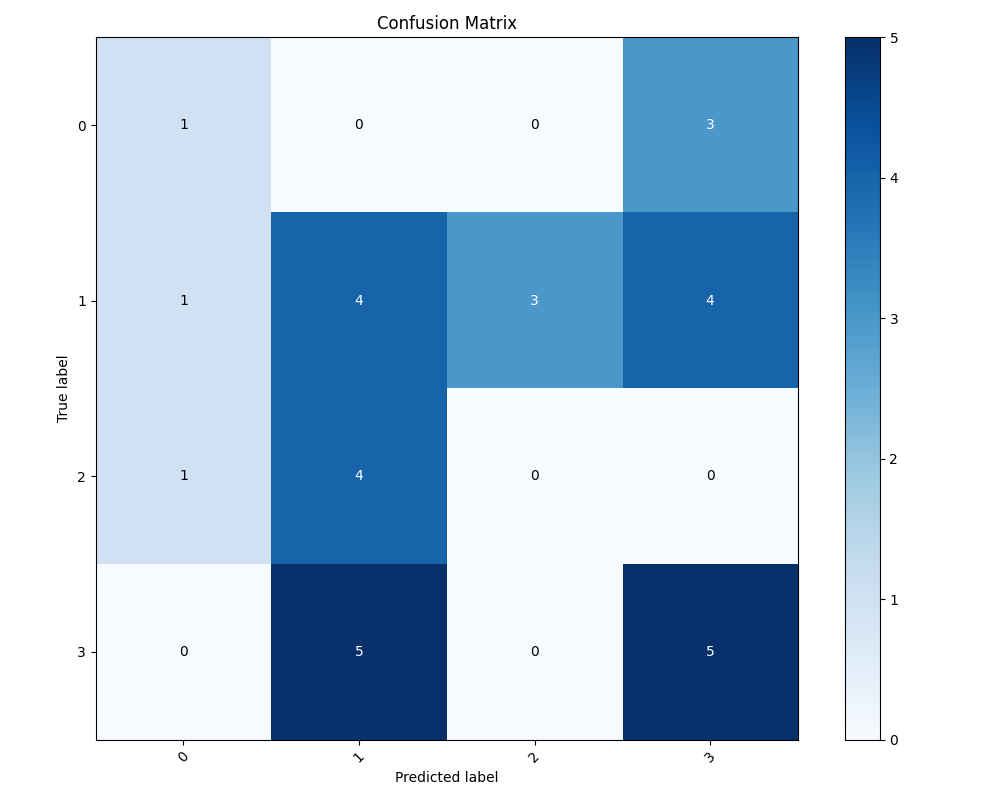 Confusion Matrix
0 1 0 0 3
1 1 4 3 4
2 1 4 0 0
3 0 5 0 5
0 1 2 3
True label
Predicted label
5
4
3
2
1
0